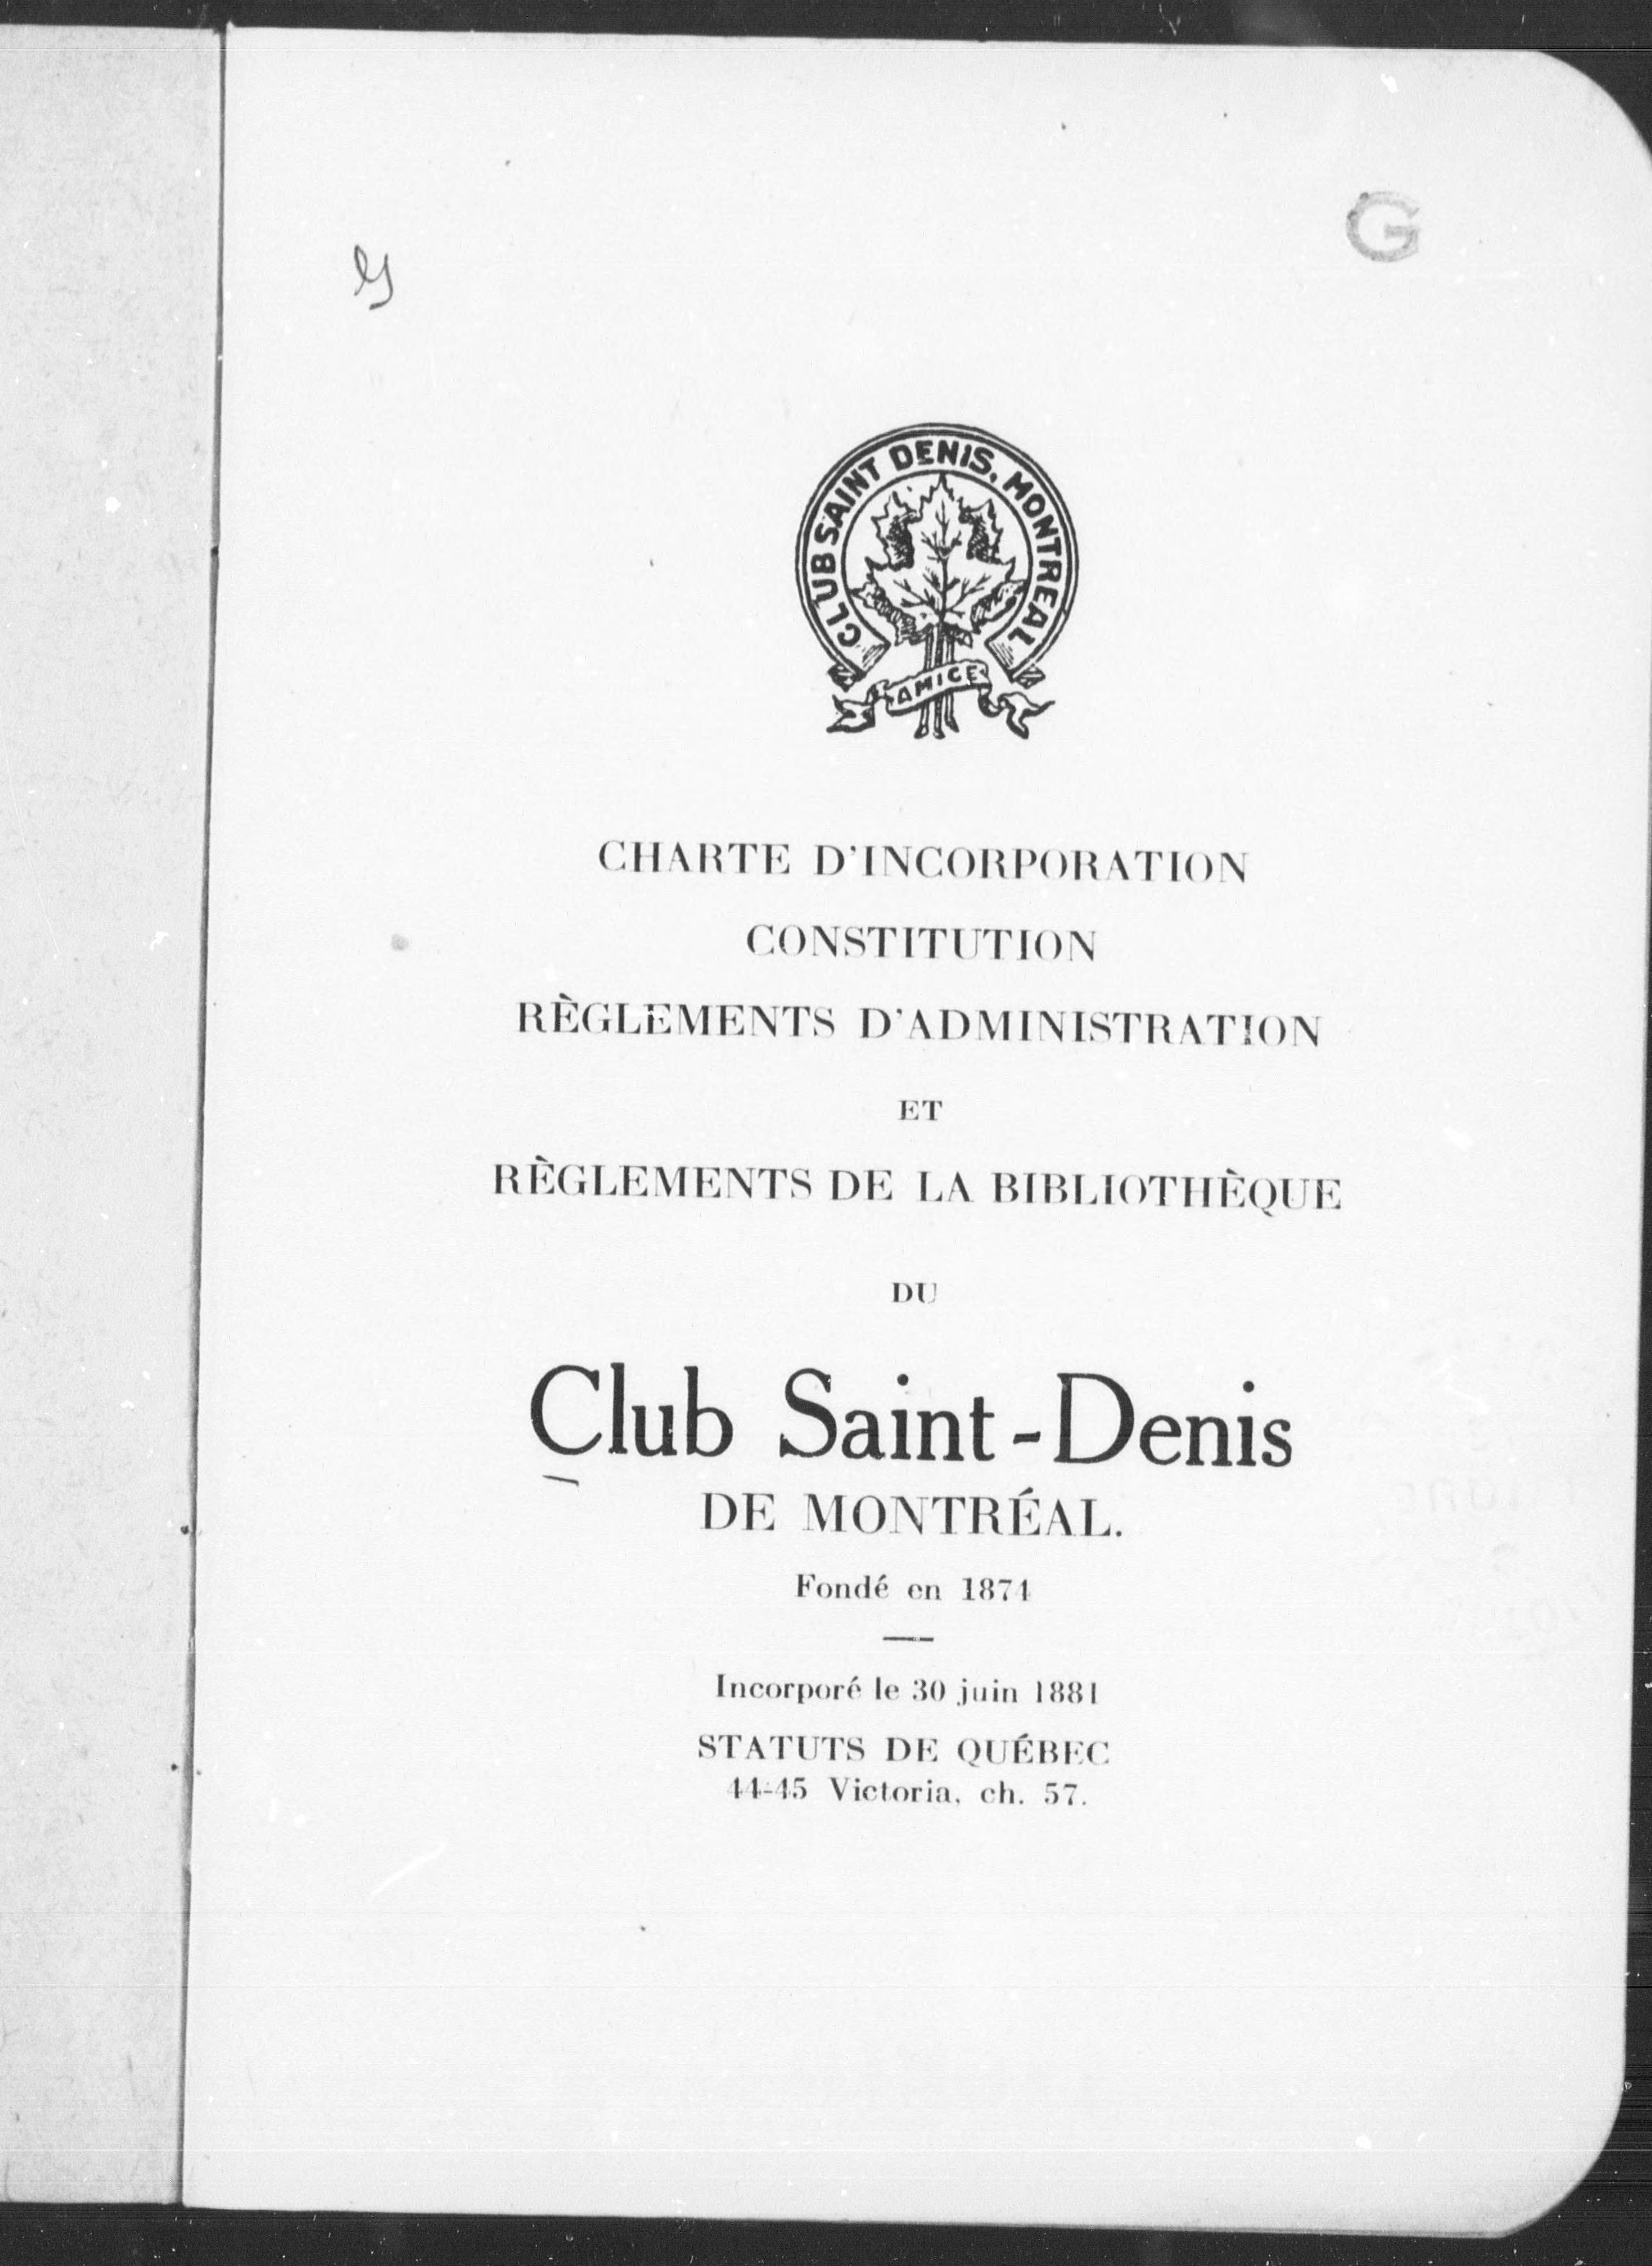 G
CLUB SAINT DENIS, MONTREAL
AMICE
CHARTE D'INCORPORATION
CONSTITUTION
RÈGLEMENTS D'ADMINISTRATION
ET
RÈGLEMENTS DE LA BIBLIOTHÈQUE
DU
Club Saint-Denis
DE MONTRÉAL.
Fondé en 1874
Incorporé le 30 juin 1881
STATUTS DE QUÉBEC
44-45 Victoria, ch. 57.